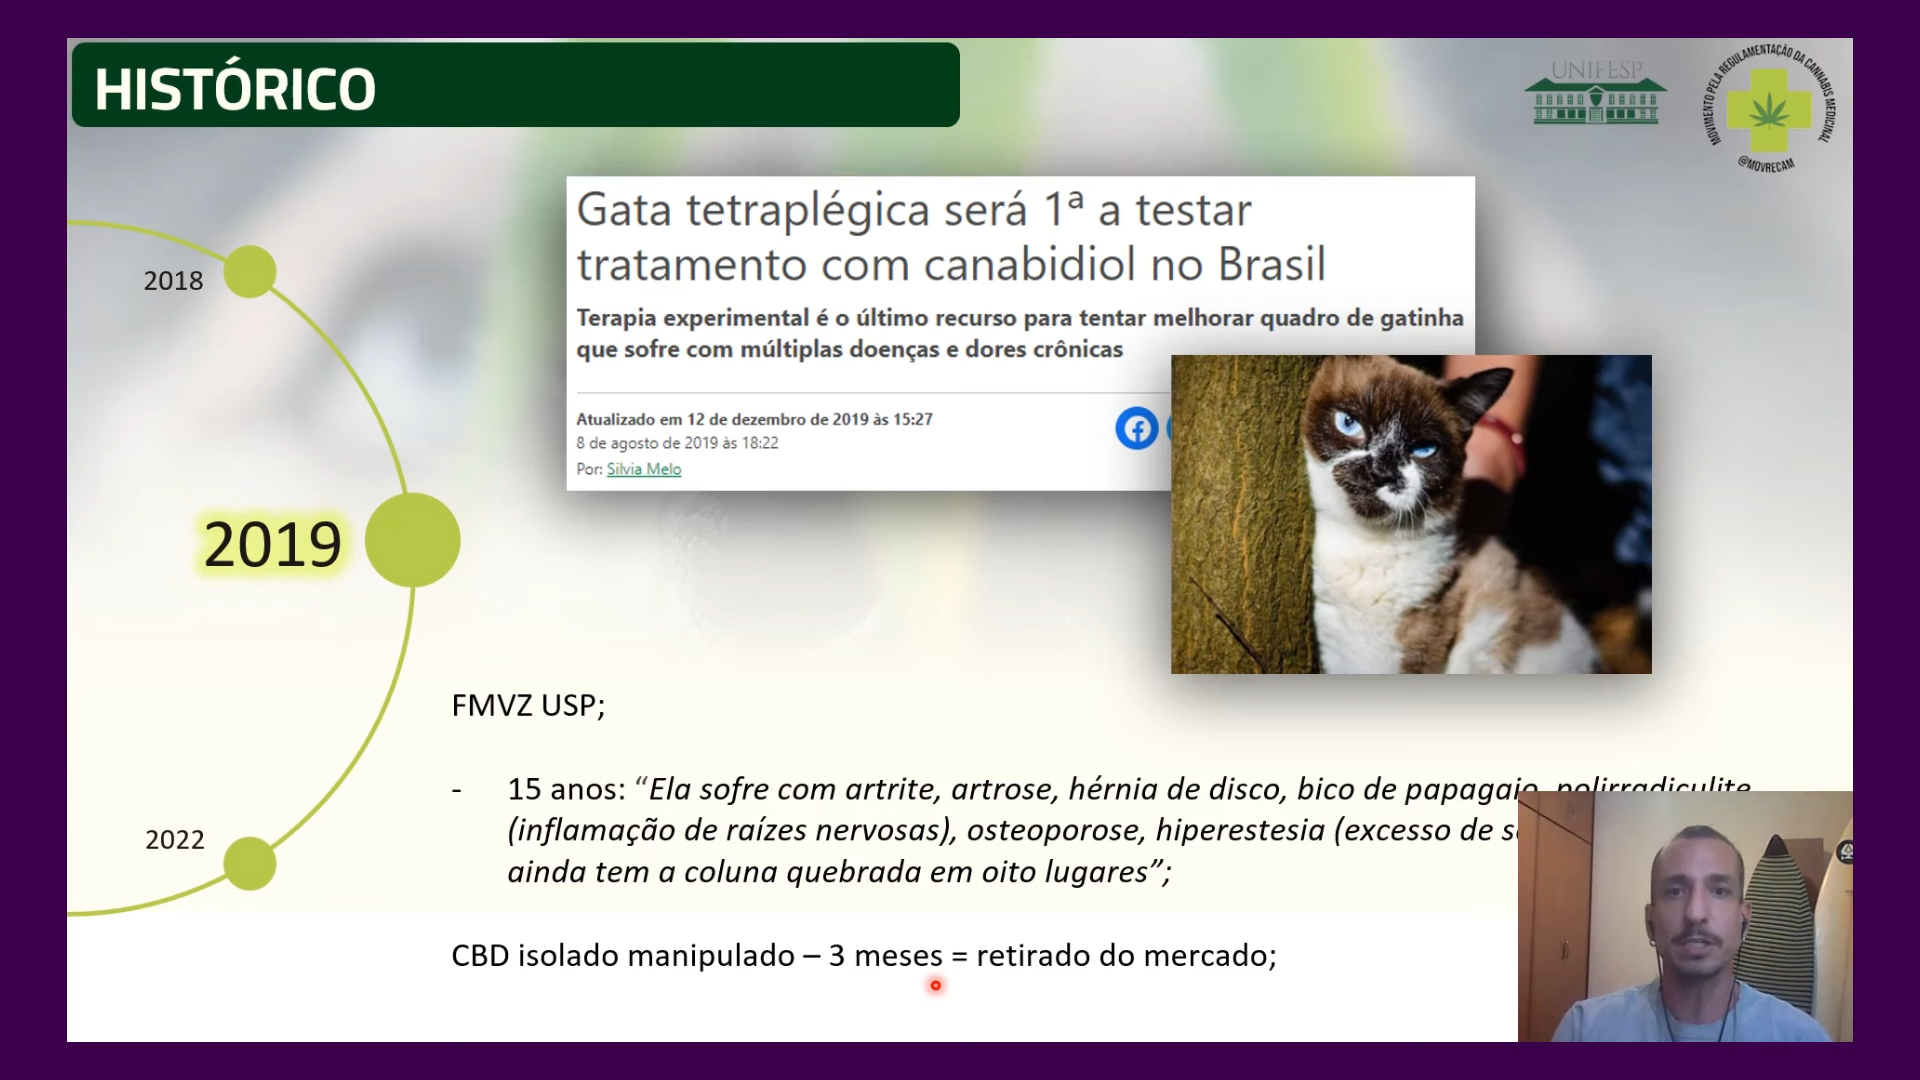 HISTÓRICO
UNIFESP
MOVIMENTO PELA REGULAMENTAÇÃO DA CANNABIS MEDICINAL
@MOVRECAM
Gata tetraplégica será 1ª a testar
tratamento com canabidiol no Brasil
Terapia experimental é o último recurso para tentar melhorar quadro de gatinha
que sofre com múltiplas doenças e dores crônicas
Atualizado em 12 de dezembro de 2019 às 15:27
8 de agosto de 2019 às 18:22
Por: Silvia Melo
2018
2019
2022
FMVZ USP;
- 15 anos: “Ela sofre com artrite, artrose, hérnia de disco, bico de papagaio, polirradiculite
(inflamação de raízes nervosas), osteoporose, hiperestesia (excesso de
ainda tem a coluna quebrada em oito lugares”;
CBD isolado manipulado – 3 meses = retirado do mercado;